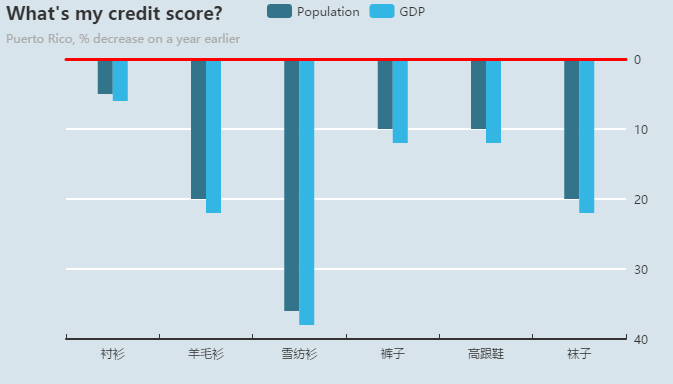 What's my credit score?
Population GDP
Puerto Rico, % decrease on a year earlier
0
10
20
30
40
衬衫 羊毛衫 雪纺衫 裤子 高跟鞋 袜子